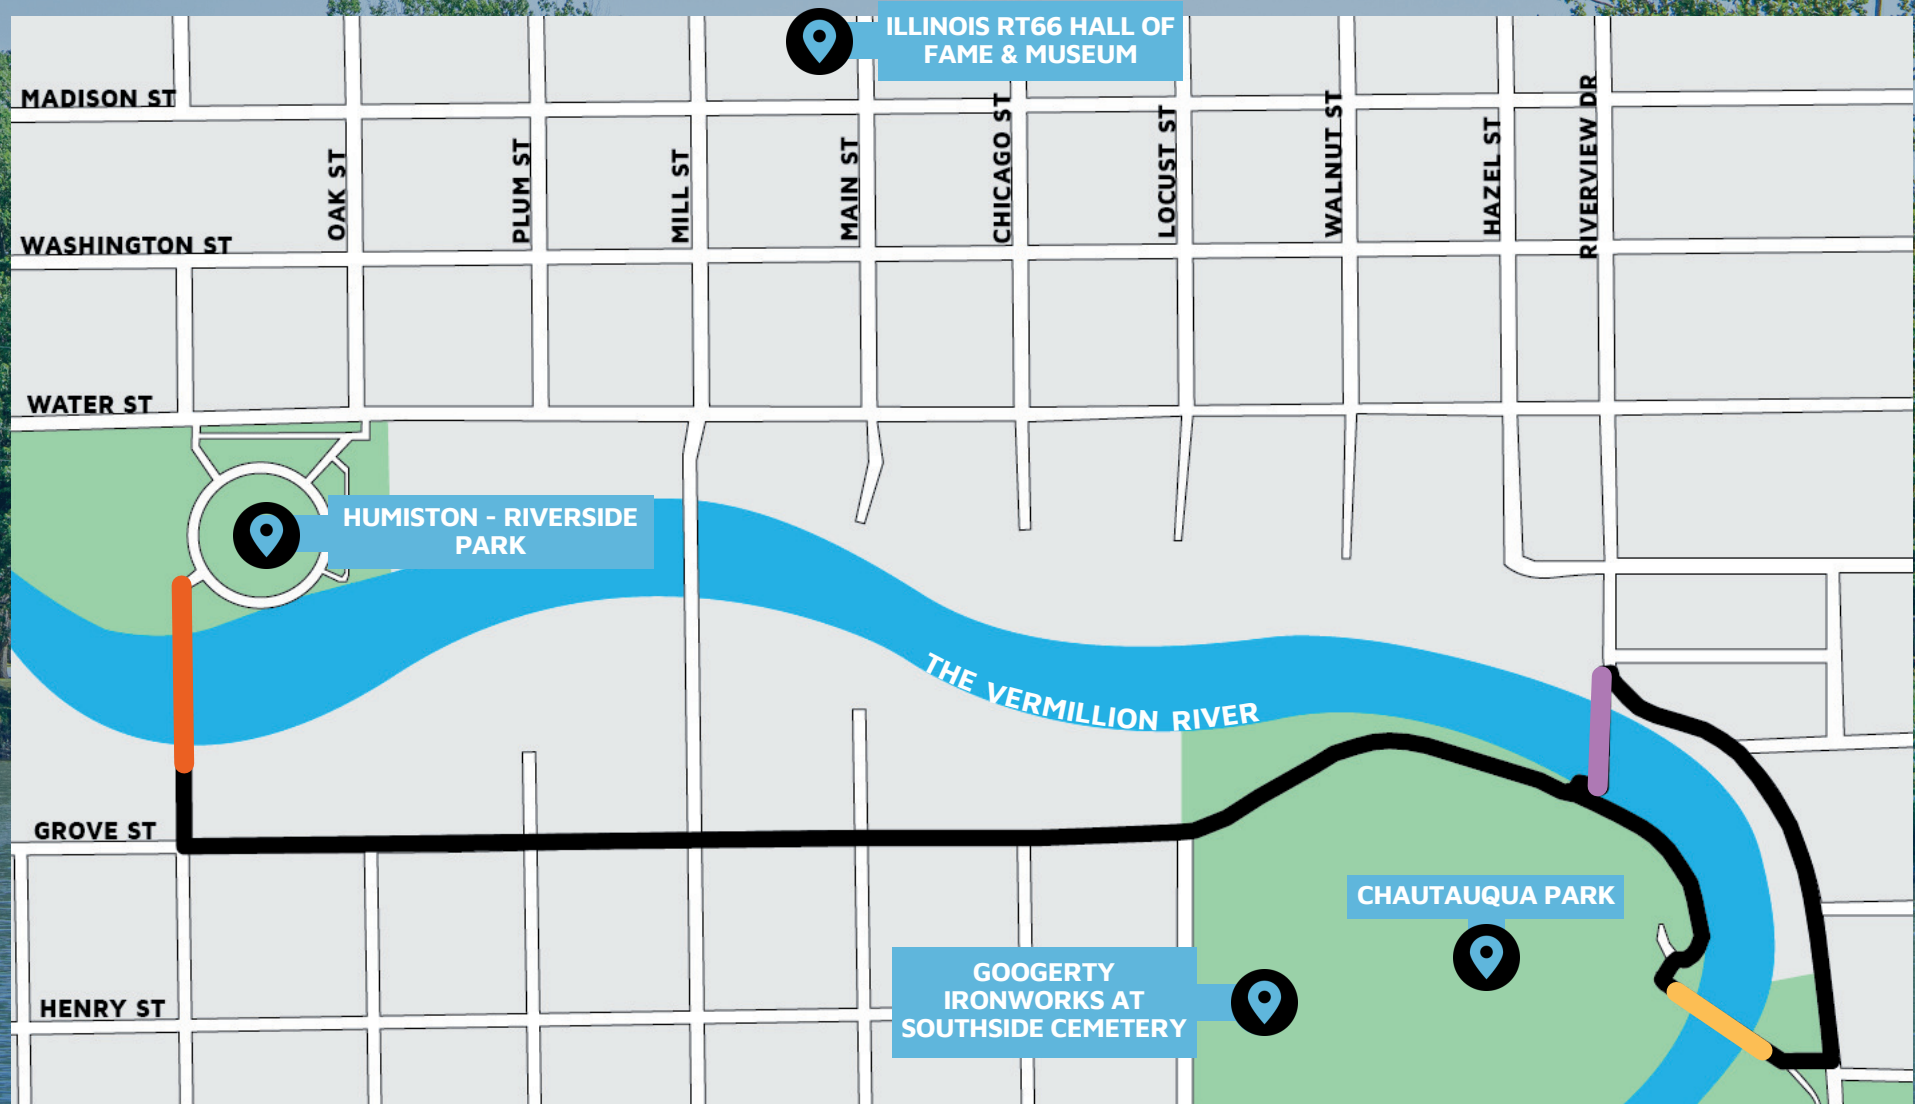 ILLINOIS RT66 HALL OF
FAME & MUSEUM
MADISON ST
OAK ST
PLUM ST
MILL ST
MAIN ST
CHICAGO ST
LOCUST ST
WALNUT ST
HAZEL ST
RIVERVIEW DR
WASHINGTON ST
WATER ST
HUMISTON - RIVERSIDE
PARK
THE VERMILLION RIVER
GROVE ST
CHAUTAUQUA PARK
GOOGERTY
IRONWORKS AT
SOUTHSIDE CEMETERY
HENRY ST